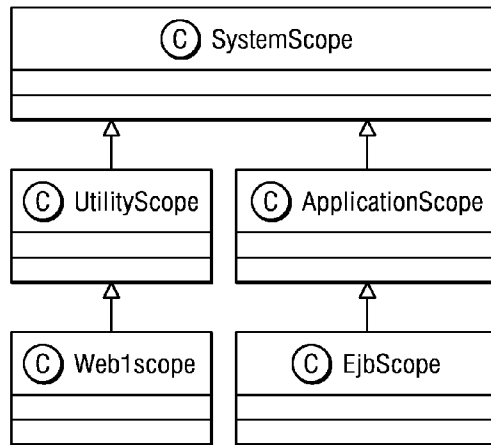 C SystemScope
C UtilityScope
C ApplicationScope
C Web1scope
C EjbScope